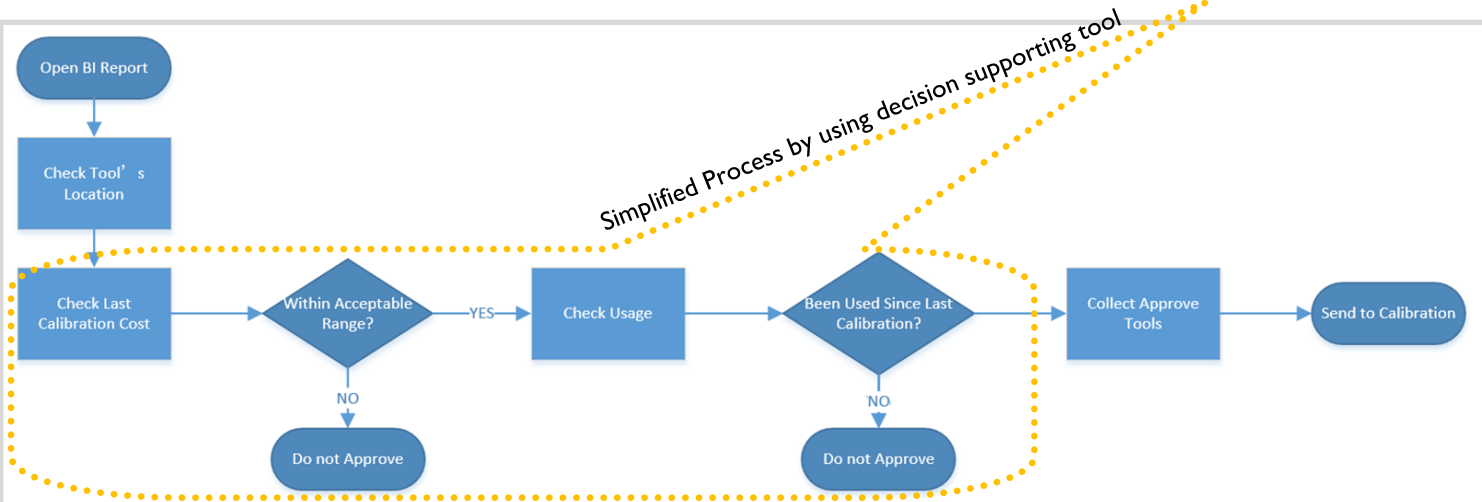 Open BI Report
Check Tool’s
Location
Simplified Process by using decision supporting tool
Check Last
Calibration Cost
Within Acceptable
Range?
YES
Check Usage
Been Used Since Last
Calibration?
Collect Approve
Tools
Send to Calibration
NO
NO
Do not Approve
Do not Approve